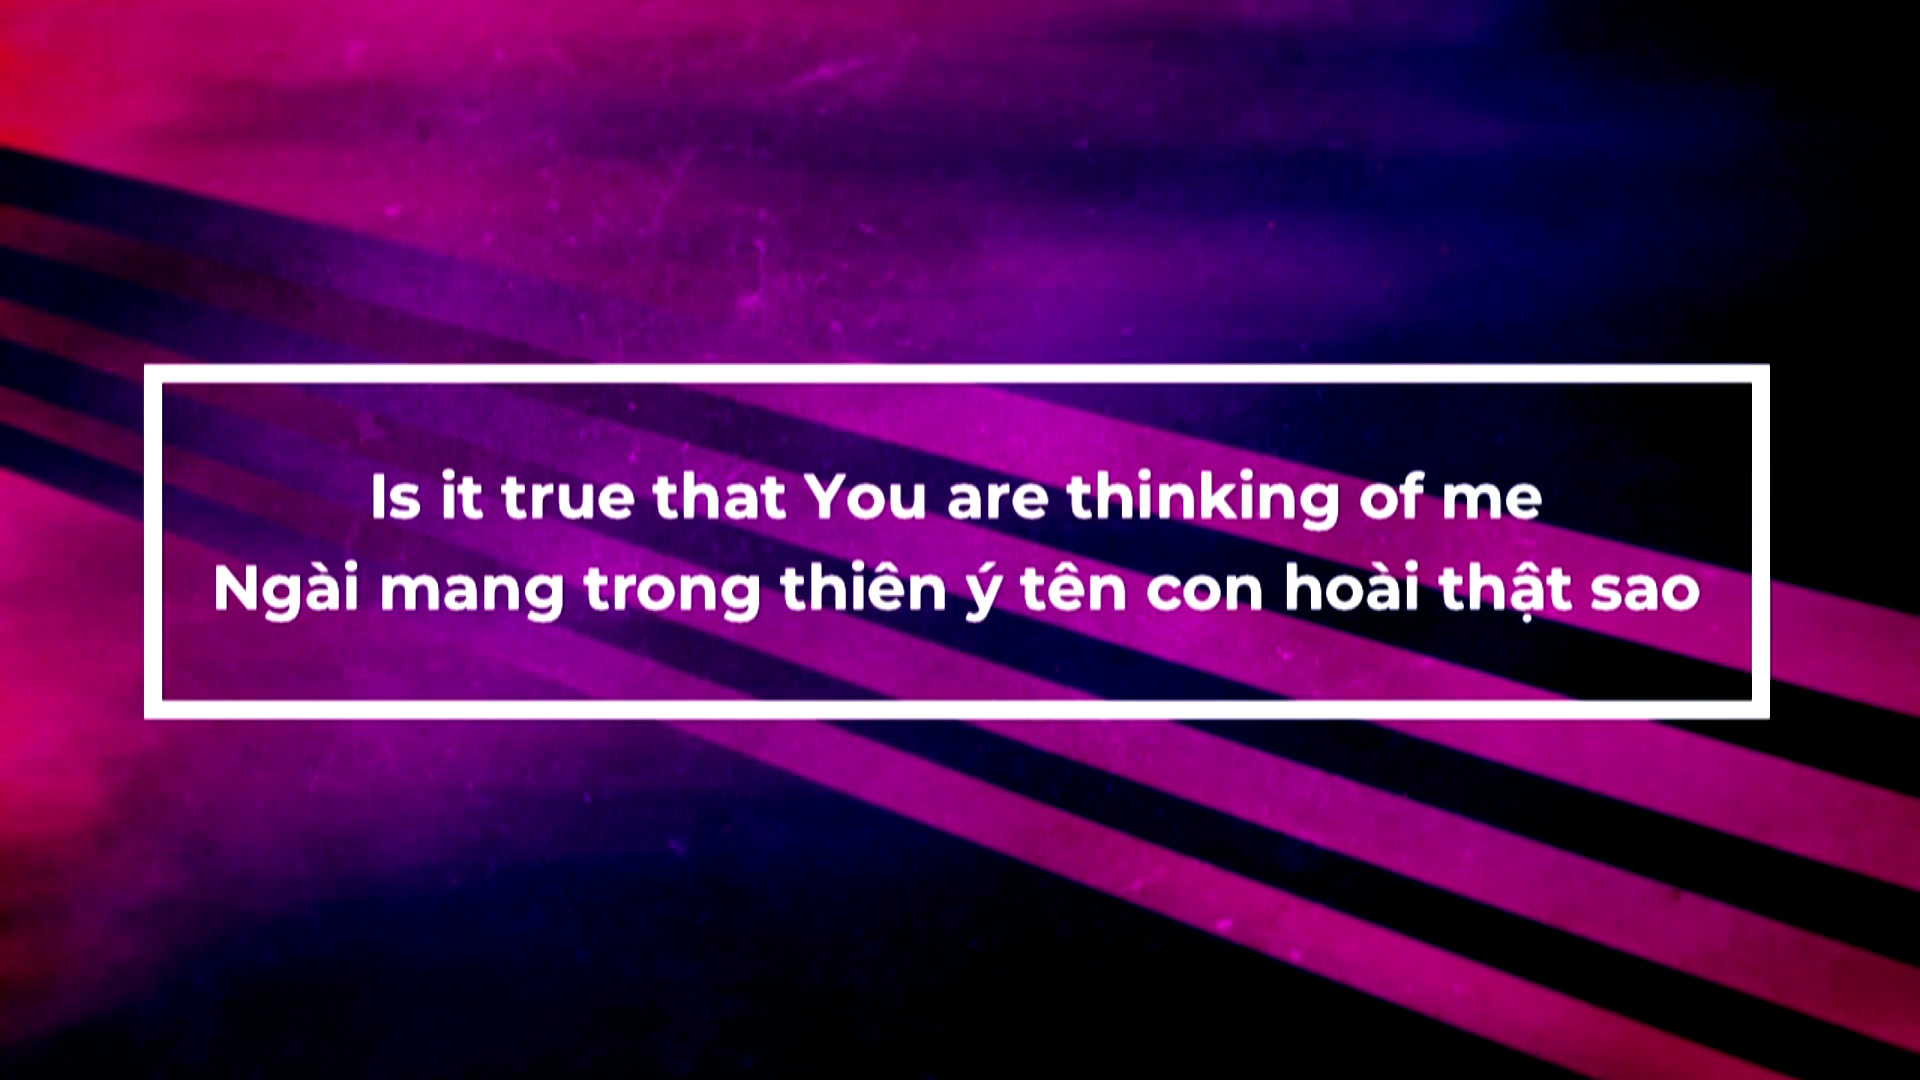 Is it true that You are thinking of me
Ngài mang trong thiên ý tên con hoài thật sao